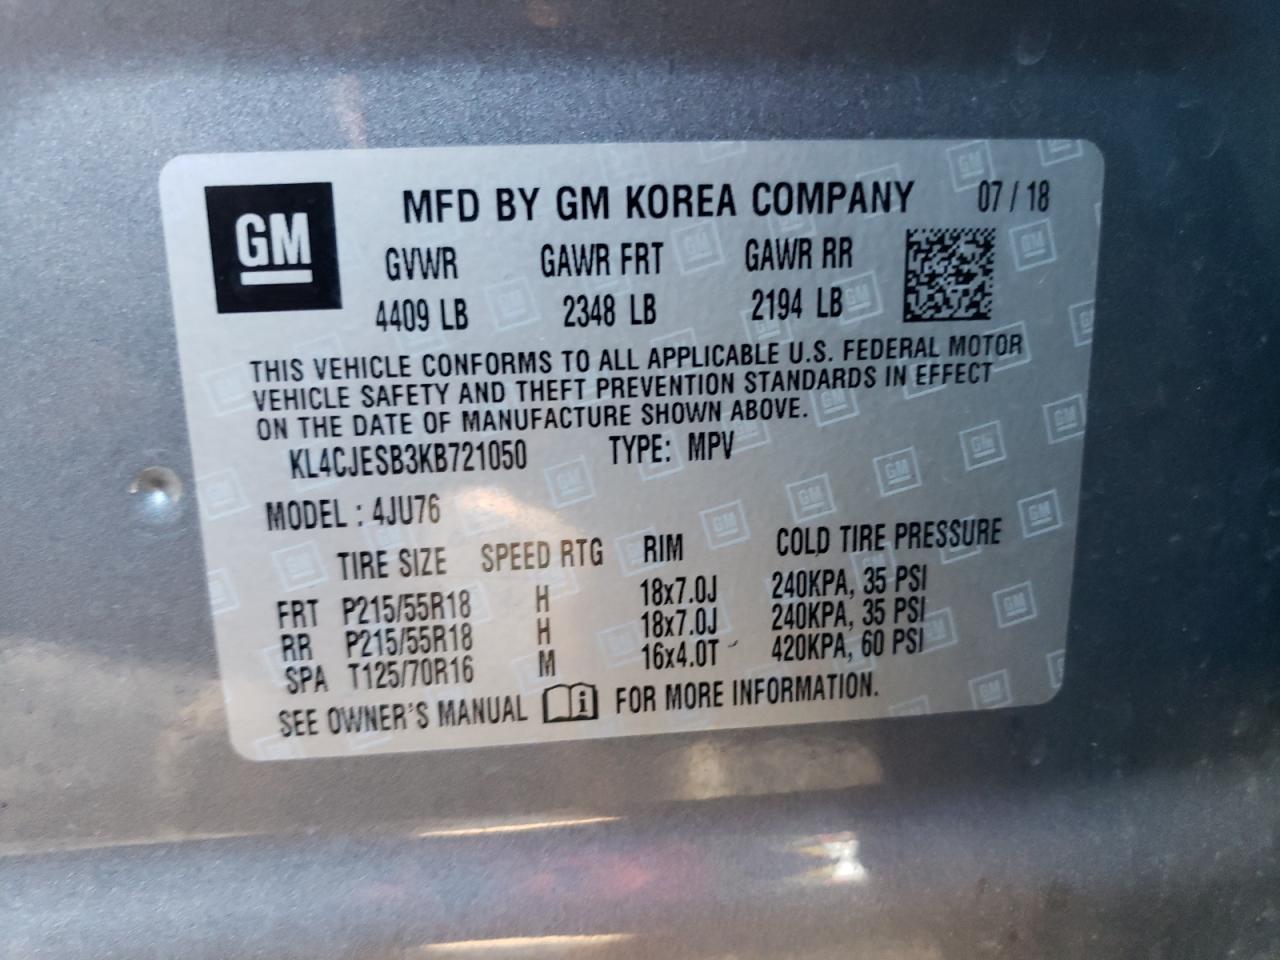 GM
MFD BY GM KOREA COMPANY 07 / 18
GVWR GAWR FRT GAWR RR
4409 LB 2348 LB 2194 LB
THIS VEHICLE CONFORMS TO ALL APPLICABLE U.S. FEDERAL MOTOR
VEHICLE SAFETY AND THEFT PREVENTION STANDARDS IN EFFECT
ON THE DATE OF MANUFACTURE SHOWN ABOVE.
KL4CJESB3KB721050 TYPE: MPV
MODEL : 4JU76
TIRE SIZE SPEED RTG RIM COLD TIRE PRESSURE
FRT P215/55R18 H 18x7.0J 240KPA, 35 PSI
RR P215/55R18 H 18x7.0J 240KPA, 35 PSI
SPA T125/70R16 M 16x4.0T 420KPA, 60 PSI
SEE OWNER'S MANUAL i FOR MORE INFORMATION.